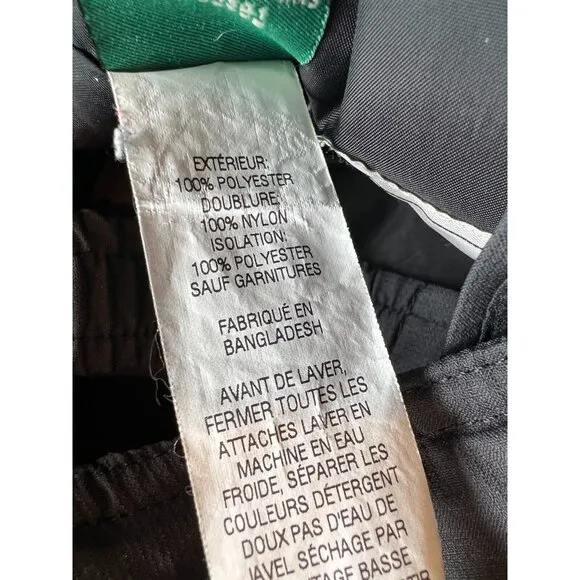 EXTÉRIEUR:
100% POLYESTER
DOUBLURE:
100% NYLON
ISOLATION:
100% POLYESTER
SAUF GARNITURES
FABRIQUÉ EN
BANGLADESH
AVANT DE LAVER,
FERMER TOUTES LES
ATTACHES LAVER EN
MACHINE EN EAU
FROIDE, SÉPARER LES
COULEURS DÉTERGENT
DOUX PAS D'EAU DE
JAVEL SÉCHAGE PAR
BASSE